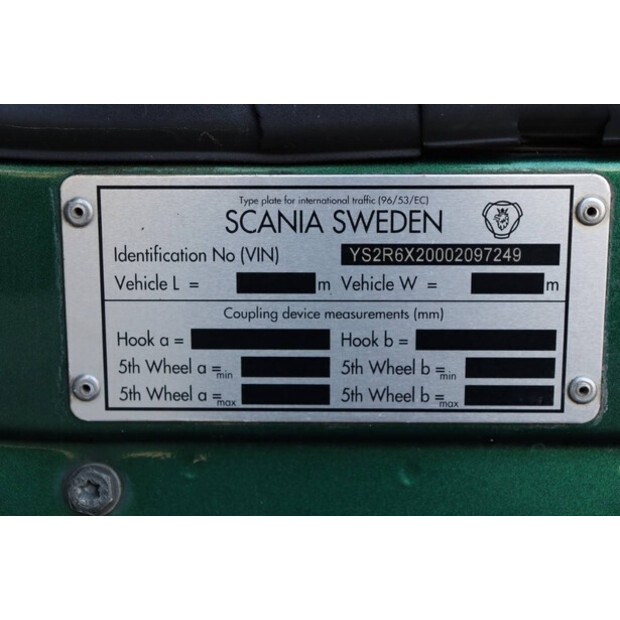 Type plate for international traffic (96/53/EC)
SCANIA SWEDEN
Identification No (VIN) YS2R6X20002097249
Vehicle L = m Vehicle W = m
Coupling device measurements (mm)
Hook a = Hook b =
5th Wheel a = min 5th Wheel b = min
5th Wheel a = max 5th Wheel b = max